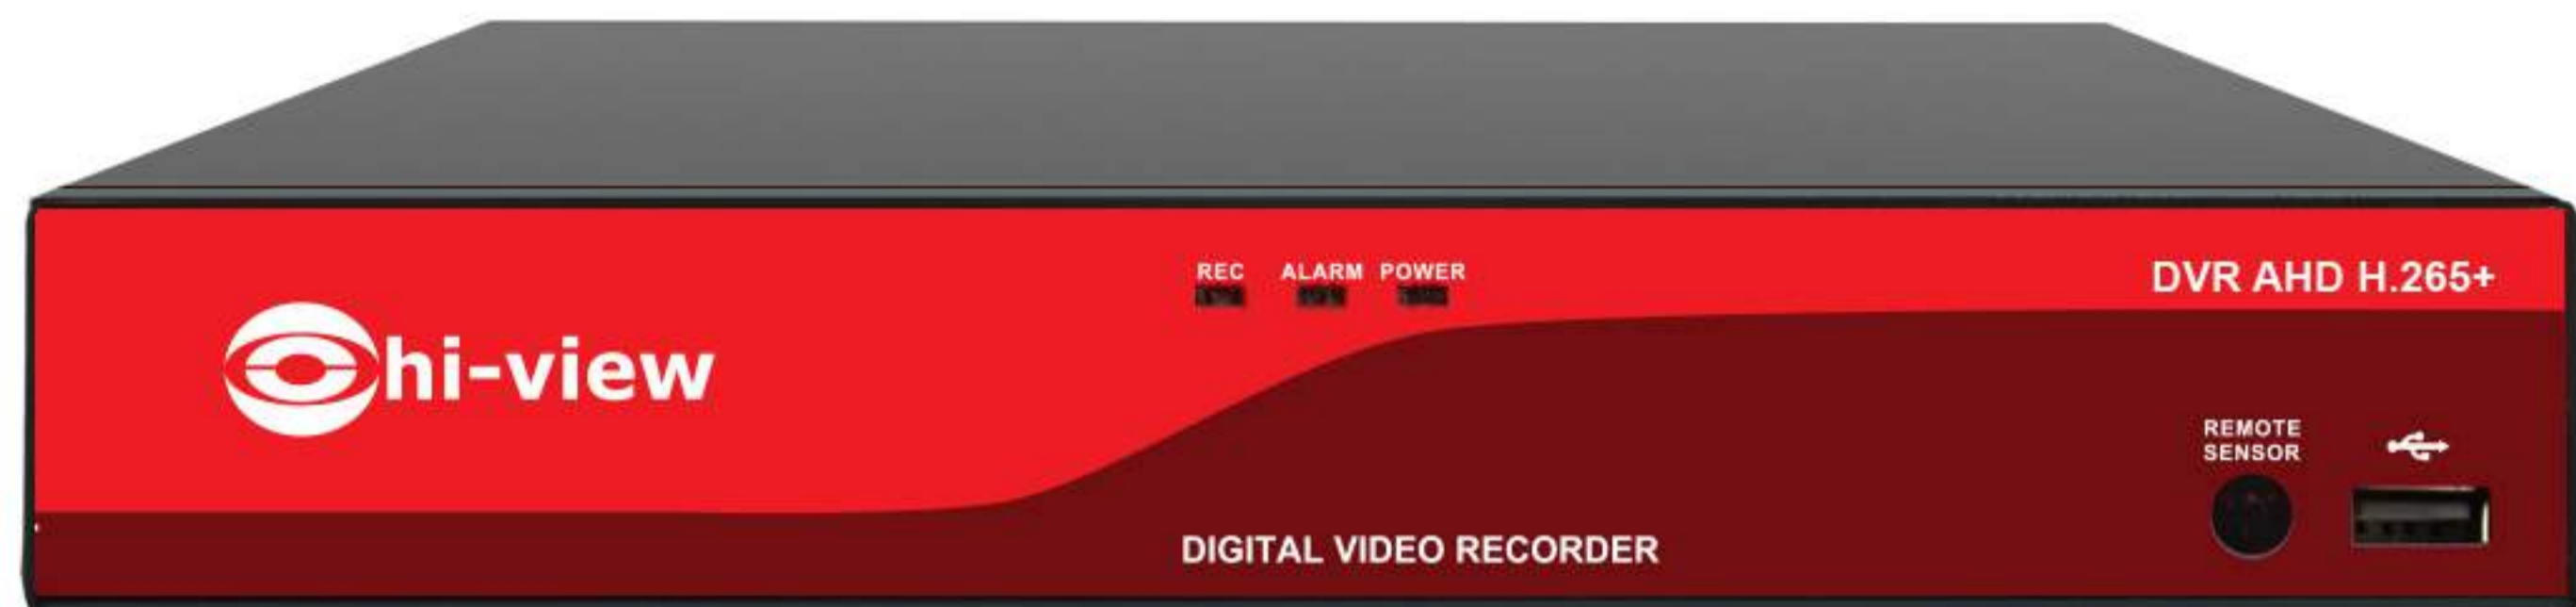 REC ALARM POWER
DVR AHD H.265+
hi-view
REMOTE
SENSOR
DIGITAL VIDEO RECORDER